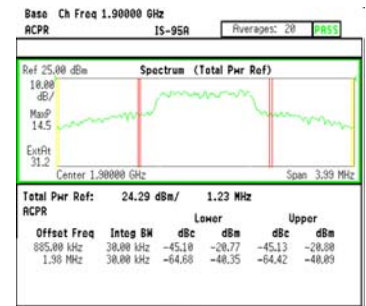 Base Ch Freq 1.90000 GHz
ACPR IS-95A Averages: 20 PASS
Ref 25.00 dBm Spectrum (Total Pwr Ref)
10.00
dB/
MaxP
14.5
ExtAt
31.2
Center 1.90000 GHz Span 3.99 MHz
Total Pwr Ref: 24.29 dBm/ 1.23 MHz
ACPR Lower Upper
Offset Freq Integ BW dBc dBm dBc dBm
885.00 kHz 30.00 kHz -45.10 -20.77 -45.13 -20.80
1.98 MHz 30.00 kHz -64.68 -40.35 -64.42 -40.09